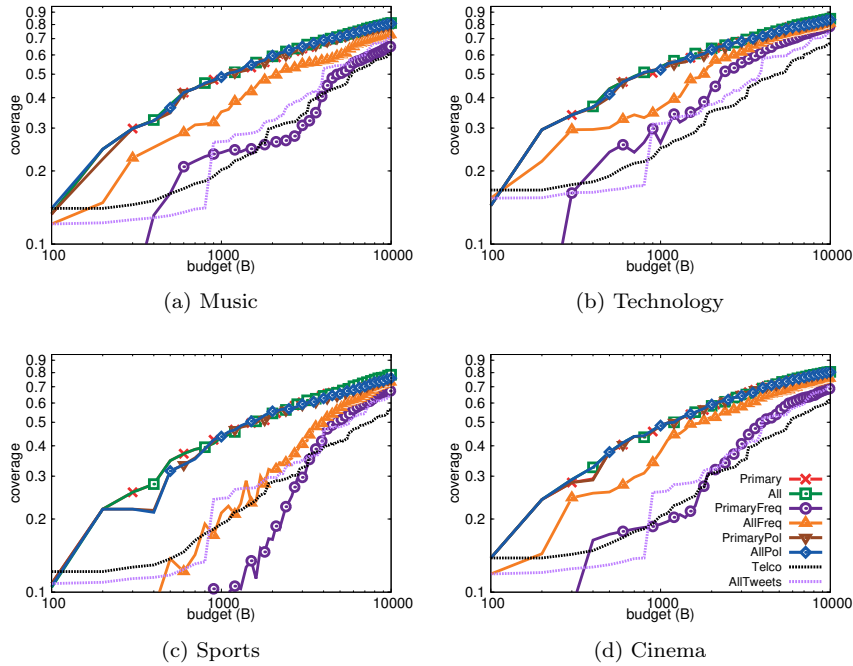 0.9
0.8
0.7
0.6
0.5
0.4
0.3
0.2
0.1
coverage
100 1000 10000
budget (B)
(a) Music
0.9
0.8
0.7
0.6
0.5
0.4
0.3
0.2
0.1
coverage
100 1000 10000
budget (B)
(b) Technology
0.9
0.8
0.7
0.6
0.5
0.4
0.3
0.2
0.1
coverage
100 1000 10000
budget (B)
(c) Sports
0.9
0.8
0.7
0.6
0.5
0.4
0.3
0.2
0.1
coverage
Primary
All
PrimaryFreq
AllFreq
PrimaryPol
AllPol
Telco
AllTweets
100 1000 10000
budget (B)
(d) Cinema